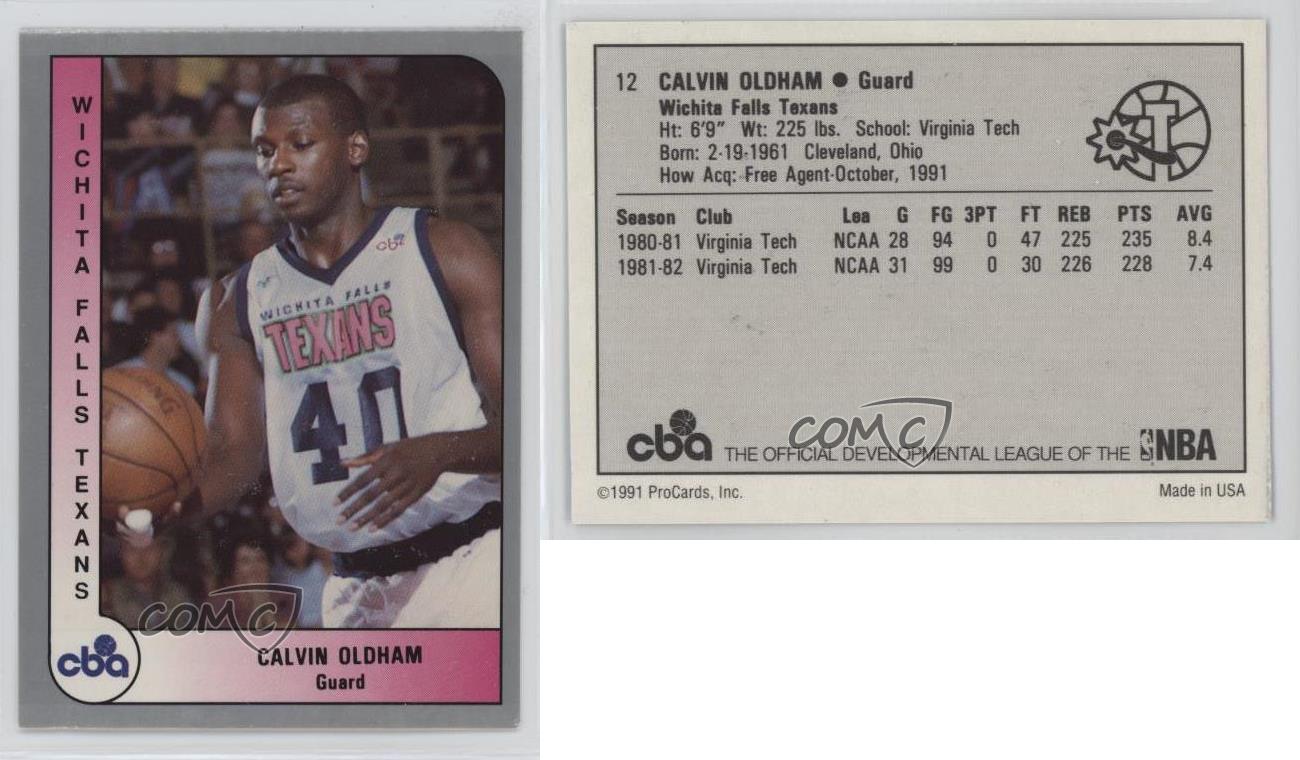 WICHITA FALLS TEXANS
cba
WICHITA FALLS
TEXANS
40
COMC
cba
CALVIN OLDHAM
Guard
12 CALVIN OLDHAM ● Guard
Wichita Falls Texans
Ht: 6'9" Wt: 225 lbs. School: Virginia Tech
Born: 2-19-1961 Cleveland, Ohio
How Acq: Free Agent-October, 1991
T
Season Club Lea G FG 3PT FT REB PTS AVG
1980-81 Virginia Tech NCAA 28 94 0 47 225 235 8.4
1981-82 Virginia Tech NCAA 31 99 0 30 226 228 7.4
COMC
cba THE OFFICIAL DEVELOPMENTAL LEAGUE OF THE NBA
©1991 ProCards, Inc. Made in USA